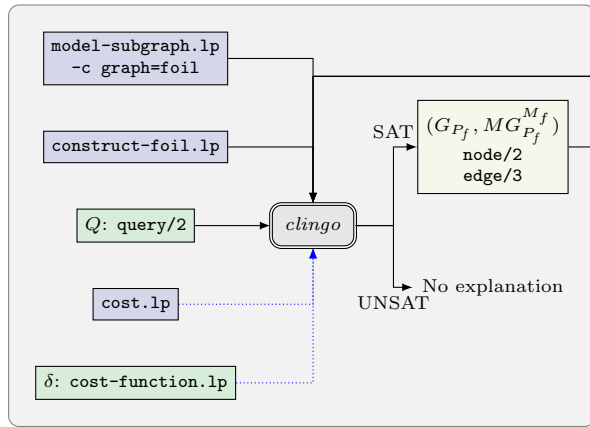 model-subgraph.lp
-c graph=foil
construct-foil.lp
Q: query/2
cost.lp
δ: cost-function.lp
clingo
SAT
UNSAT
(G_{P_f}, MG_{P_f}^{M_f})
node/2
edge/3
No explanation